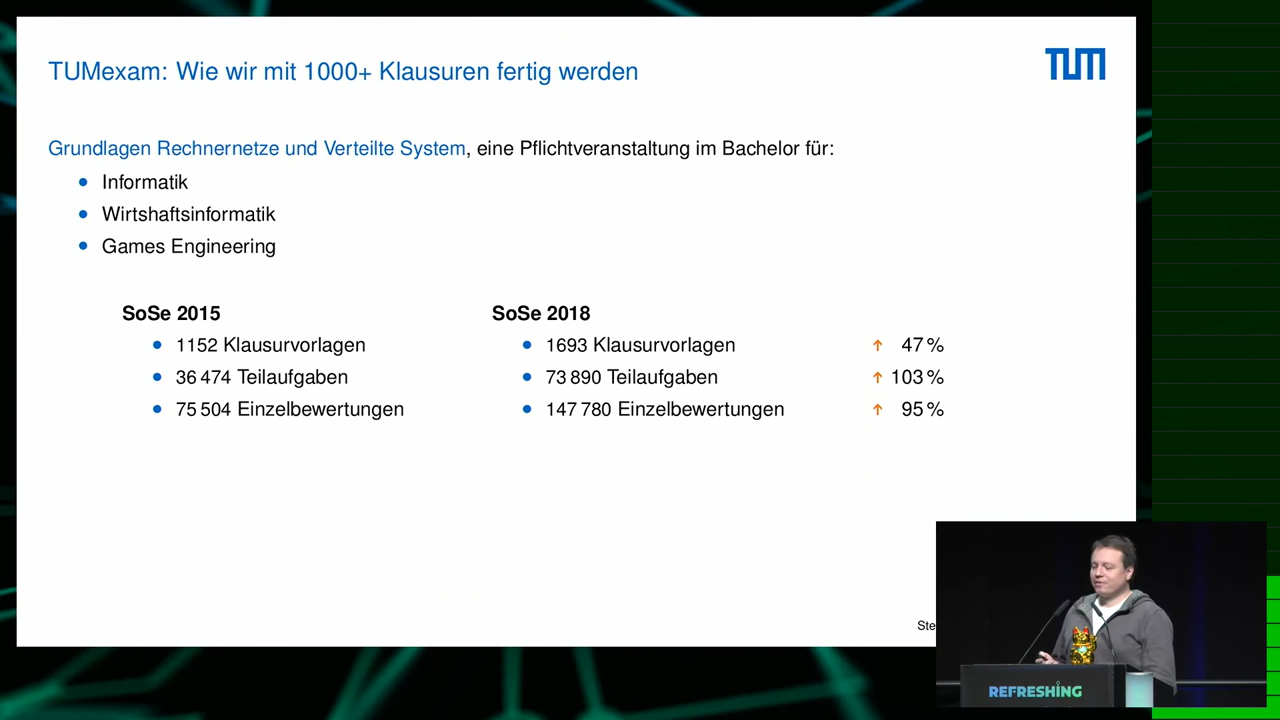 TUMexam: Wie wir mit 1000+ Klausuren fertig werden
TUM
Grundlagen Rechnernetze und Verteilte System, eine Pflichtveranstaltung im Bachelor für:
Informatik
Wirtshaftsinformatik
Games Engineering
SoSe 2015
1152 Klausurvorlagen
36 474 Teilaufgaben
75 504 Einzelbewertungen
SoSe 2018
1693 Klausurvorlagen ↑ 47 %
73 890 Teilaufgaben ↑ 103 %
147 780 Einzelbewertungen ↑ 95 %
Ste
REFRESHING